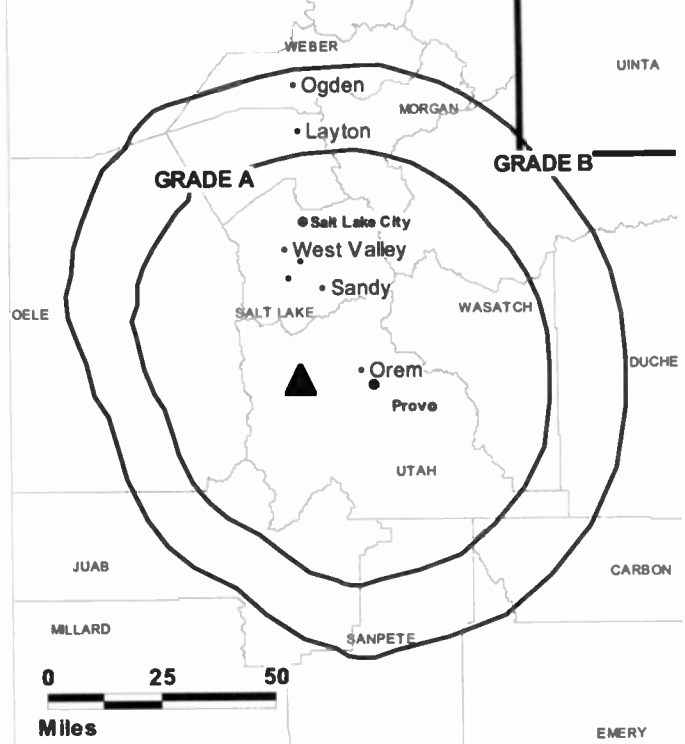 WEBER
UINTA
Ogden
MORGAN
Layton
GRADE B
GRADE A
Salt Lake City
West Valley
Sandy
SALT LAKE
WASATCH
OELE
DUCHE
Orem
Provo
UTAH
JUAB
CARBON
MILLARD
SANPETE
0 25 50
Miles
EMERY